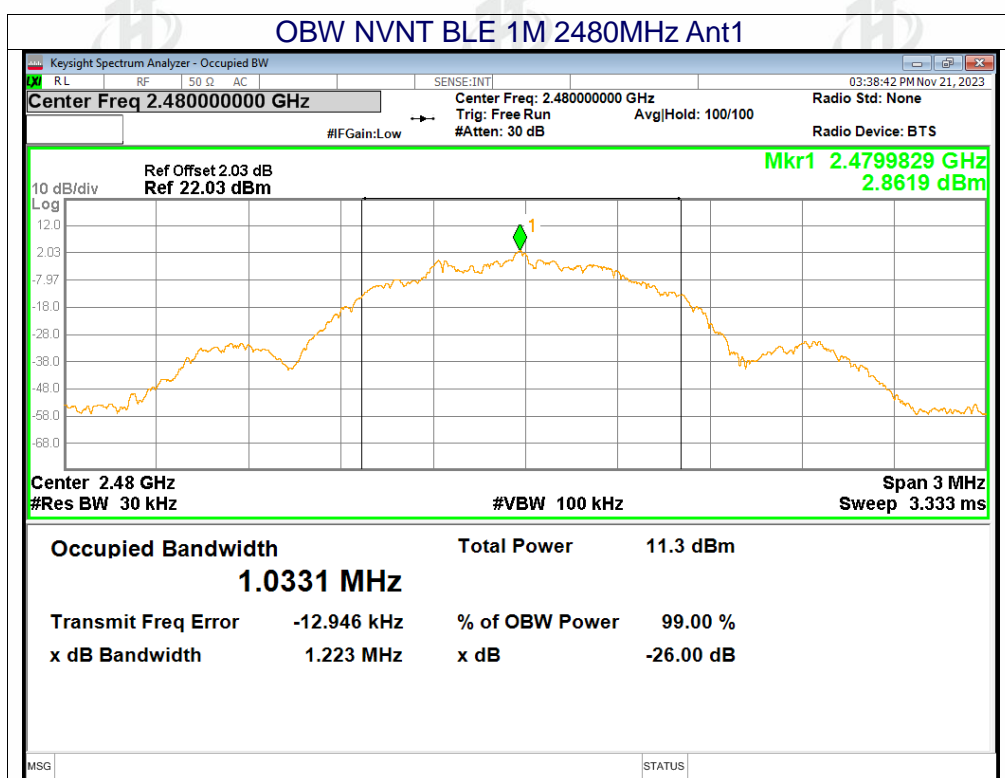 OBW NVNT BLE 1M 2480MHz Ant1
Keysight Spectrum Analyzer - Occupied BW
LXI RL RF 50 Ω AC SENSE:INT 03:38:42 PM Nov 21, 2023
Center Freq 2.480000000 GHz Center Freq: 2.480000000 GHz Radio Std: None
Trig: Free Run Avg|Hold: 100/100
#IFGain:Low #Atten: 30 dB Radio Device: BTS
Mkr1 2.4799829 GHz
Ref Offset 2.03 dB
10 dB/div Ref 22.03 dBm 2.8619 dBm
Log
12.0
1
2.03
-7.97
-18.0
-28.0
-38.0
-48.0
-58.0
-68.0
Center 2.48 GHz Span 3 MHz
#Res BW 30 kHz #VBW 100 kHz Sweep 3.333 ms
Occupied Bandwidth Total Power 11.3 dBm
1.0331 MHz
Transmit Freq Error -12.946 kHz % of OBW Power 99.00 %
x dB Bandwidth 1.223 MHz x dB -26.00 dB
MSG STATUS